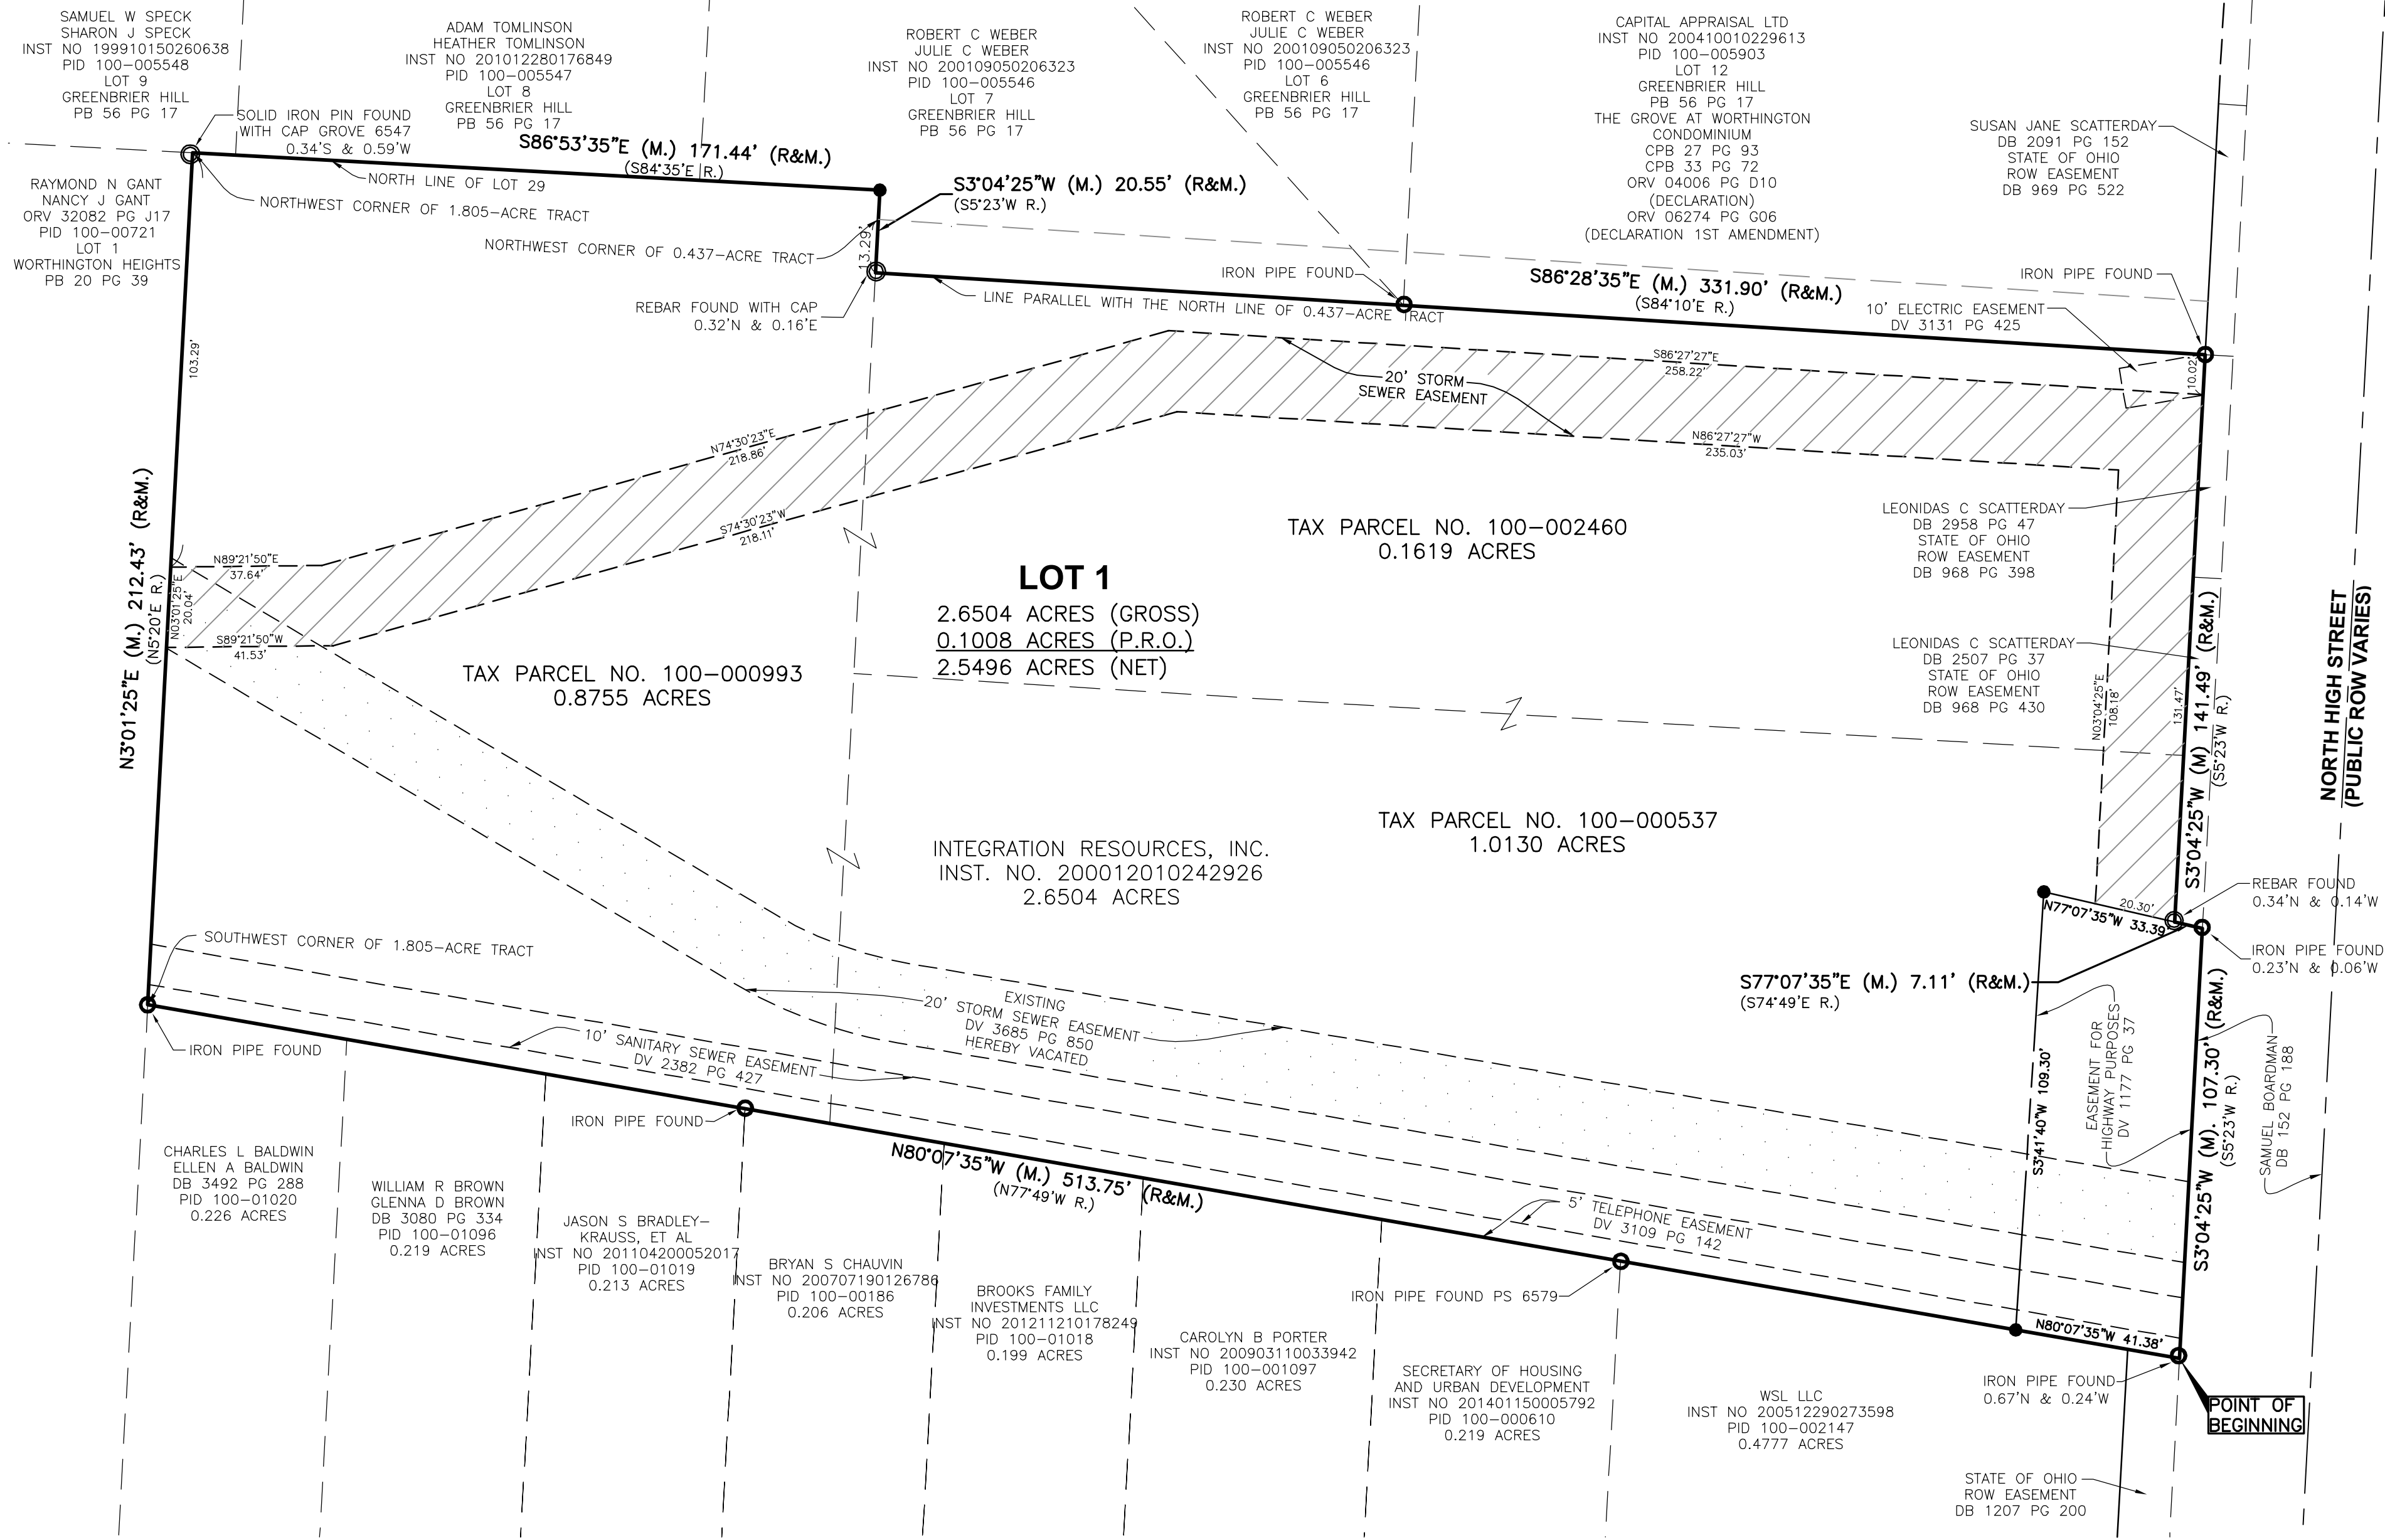 SAMUEL W SPECK
SHARON J SPECK
INST NO 199910150260638
PID 100-005548
LOT 9
GREENBRIER HILL
PB 56 PG 17
ADAM TOMLINSON
HEATHER TOMLINSON
INST NO 201012280176849
PID 100-005547
LOT 8
GREENBRIER HILL
PB 56 PG 17
ROBERT C WEBER
JULIE C WEBER
INST NO 200109050206323
PID 100-005546
LOT 7
GREENBRIER HILL
PB 56 PG 17
ROBERT C WEBER
JULIE C WEBER
INST NO 200109050206323
PID 100-005546
LOT 6
GREENBRIER HILL
PB 56 PG 17
CAPITAL APPRAISAL LTD
INST NO 200410010229613
PID 100-005903
LOT 12
GREENBRIER HILL
PB 56 PG 17
THE GROVE AT WORTHINGTON
CONDOMINIUM
CPB 27 PG 93
CPB 33 PG 72
ORV 04006 PG D10
(DECLARATION)
ORV 06274 PG G06
(DECLARATION 1ST AMENDMENT)
SUSAN JANE SCATTERDAY
DB 2091 PG 152
STATE OF OHIO
ROW EASEMENT
DB 969 PG 522
SOLID IRON PIN FOUND
WITH CAP GROVE 6547
0.34'S & 0.59'W
S86°53'35"E (M.) 171.44' (R&M.)
(S84°35'E R.)
NORTH LINE OF LOT 29
NORTHWEST CORNER OF 1.805-ACRE TRACT
RAYMOND N GANT
NANCY J GANT
ORV 32082 PG J17
PID 100-00721
LOT 1
WORTHINGTON HEIGHTS
PB 20 PG 39
S3°04'25"W (M.) 20.55' (R&M.)
(S5°23'W R.)
NORTHWEST CORNER OF 0.437-ACRE TRACT
13.29'
REBAR FOUND WITH CAP
0.32'N & 0.16'E
IRON PIPE FOUND
LINE PARALLEL WITH THE NORTH LINE OF 0.437-ACRE TRACT
S86°28'35"E (M.) 331.90' (R&M.)
(S84°10'E R.)
IRON PIPE FOUND
10' ELECTRIC EASEMENT
DV 3131 PG 425
10.02'
103.29'
S86°27'27"E
258.22'
20' STORM
SEWER EASEMENT
N86°27'27"W
235.03'
N74°30'23"E
218.86'
S74°30'23"W
218.11'
N89°21'50"E
37.64'
N03°01'25"E
20.04'
S89°21'50"W
41.53'
N3°01'25"E (M.) 212.43' (R&M.)
(N5°20'E R.)
TAX PARCEL NO. 100-002460
0.1619 ACRES
LOT 1
2.6504 ACRES (GROSS)
0.1008 ACRES (P.R.O.)
2.5496 ACRES (NET)
TAX PARCEL NO. 100-000993
0.8755 ACRES
LEONIDAS C SCATTERDAY
DB 2958 PG 47
STATE OF OHIO
ROW EASEMENT
DB 968 PG 398
LEONIDAS C SCATTERDAY
DB 2507 PG 37
STATE OF OHIO
ROW EASEMENT
DB 968 PG 430
N03°04'25"E
108.18'
131.47'
S3°04'25"W (M) 141.49' (R&M.)
(S5°23'W R.)
NORTH HIGH STREET
(PUBLIC ROW VARIES)
TAX PARCEL NO. 100-000537
1.0130 ACRES
INTEGRATION RESOURCES, INC.
INST. NO. 200012010242926
2.6504 ACRES
20.30'
N77°07'35"W 33.39'
REBAR FOUND
0.34'N & 0.14'W
IRON PIPE FOUND
0.23'N & 0.06'W
S77°07'35"E (M.) 7.11' (R&M.)
(S74°49'E R.)
SOUTHWEST CORNER OF 1.805-ACRE TRACT
IRON PIPE FOUND
10' SANITARY SEWER EASEMENT
DV 2382 PG 427
EXISTING
20' STORM SEWER EASEMENT
DV 3685 PG 850
HEREBY VACATED
S3°41'40"W 109.30'
EASEMENT FOR
HIGHWAY PURPOSES
DV 1177 PG 37
S3°04'25"W (M). 107.30' (R&M.)
(S5°23'W R.)
SAMUEL BOARDMAN
DB 152 PG 188
IRON PIPE FOUND
N80°07'35"W (M.) 513.75' (R&M.)
(N77°49'W R.)
5' TELEPHONE EASEMENT
DV 3109 PG 142
CHARLES L BALDWIN
ELLEN A BALDWIN
DB 3492 PG 288
PID 100-01020
0.226 ACRES
WILLIAM R BROWN
GLENNA D BROWN
DB 3080 PG 334
PID 100-01096
0.219 ACRES
JASON S BRADLEY-
KRAUSS, ET AL
INST NO 201104200052017
PID 100-01019
0.213 ACRES
BRYAN S CHAUVIN
INST NO 200707190126786
PID 100-00186
0.206 ACRES
BROOKS FAMILY
INVESTMENTS LLC
INST NO 201211210178249
PID 100-01018
0.199 ACRES
IRON PIPE FOUND PS 6579
CAROLYN B PORTER
INST NO 200903110033942
PID 100-001097
0.230 ACRES
SECRETARY OF HOUSING
AND URBAN DEVELOPMENT
INST NO 201401150005792
PID 100-000610
0.219 ACRES
WSL LLC
INST NO 200512290273598
PID 100-002147
0.4777 ACRES
N80°07'35"W 41.38'
IRON PIPE FOUND
0.67'N & 0.24'W
POINT OF
BEGINNING
STATE OF OHIO
ROW EASEMENT
DB 1207 PG 200